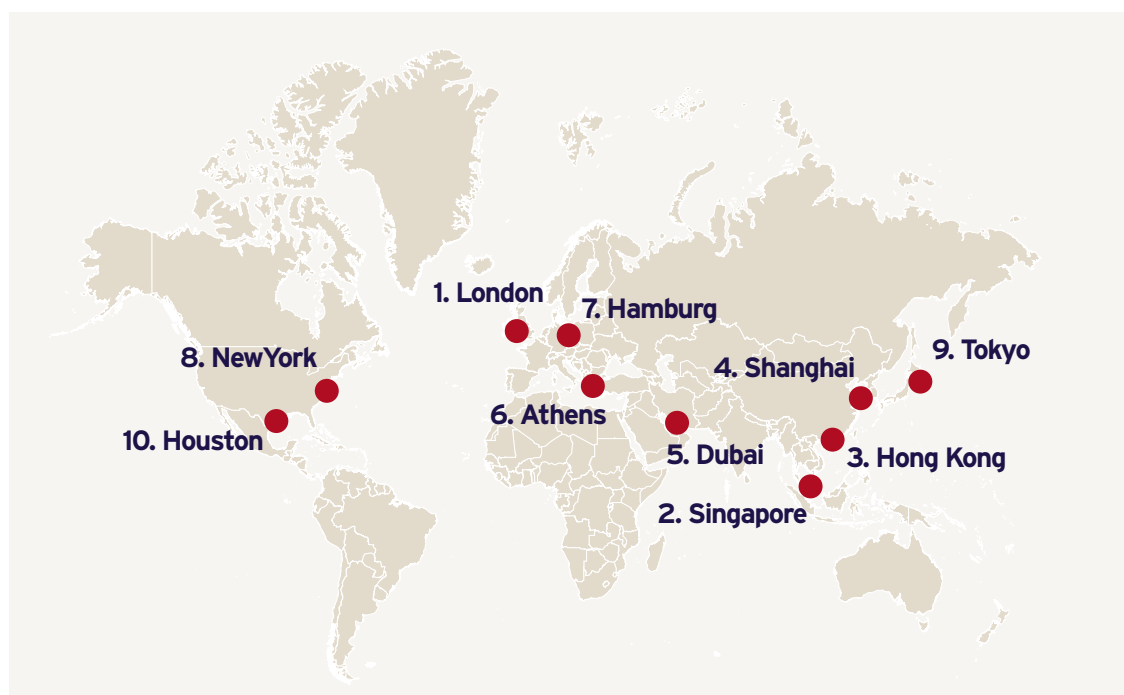 1. London
7. Hamburg
8. NewYork
4. Shanghai
9. Tokyo
6. Athens
10. Houston
5. Dubai
3. Hong Kong
2. Singapore